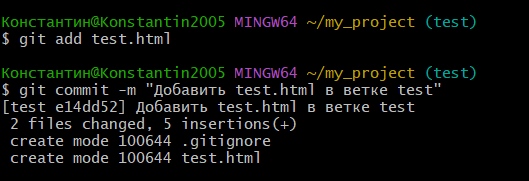 Константин@Konstantin2005 MINGW64 ~/my_project (test)
$ git add test.html
Константин@Konstantin2005 MINGW64 ~/my_project (test)
$ git commit -m "Добавить test.html в ветке test"
[test e14dd52] Добавить test.html в ветке test
2 files changed, 5 insertions(+)
create mode 100644 .gitignore
create mode 100644 test.html